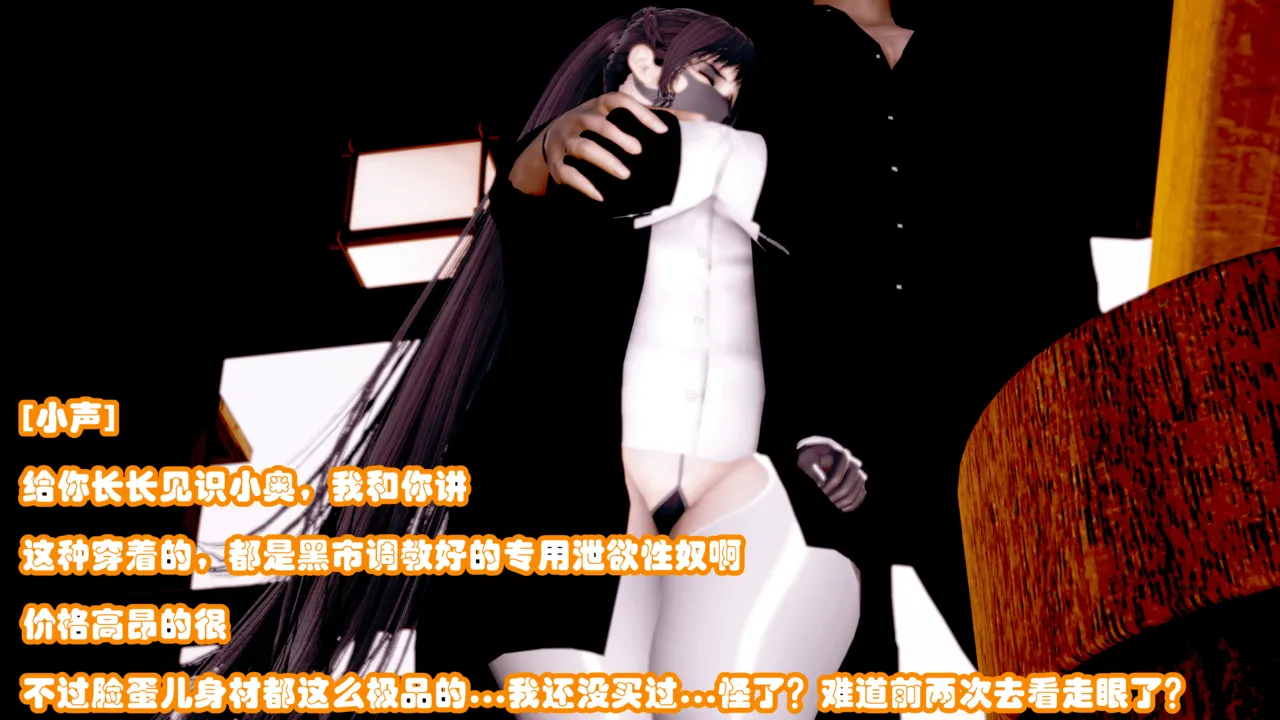 [小声]
给你长长见识小奥，我和你讲
这种穿着的，都是黑市调教好的专用泄欲性奴啊
价格高昂的很
不过脸蛋儿身材都这么极品的...我还没买过...怪了？难道前两次去看走眼了？